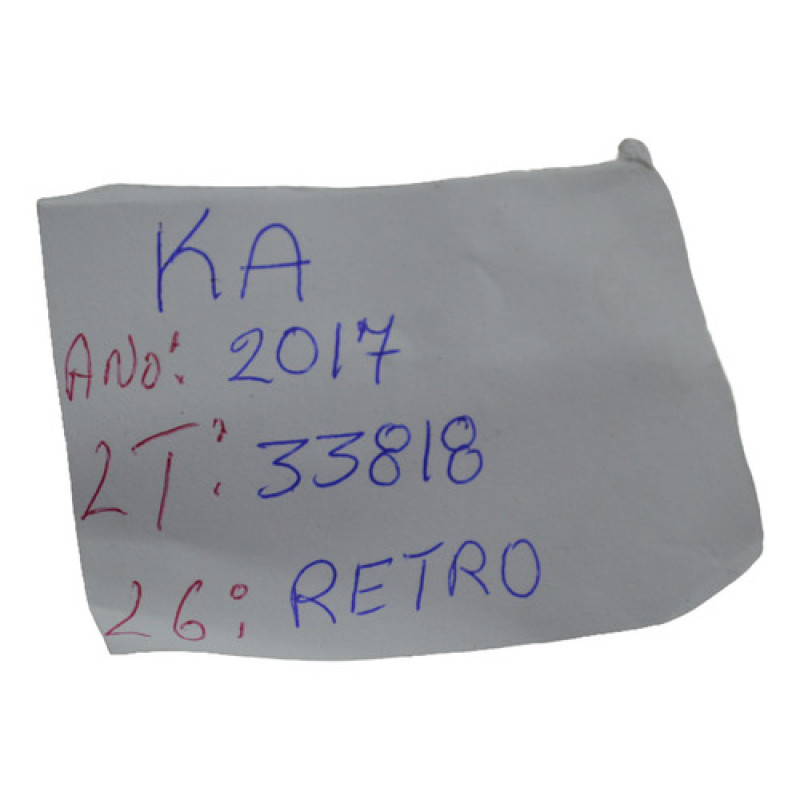 KA
ANO: 2017
LT: 33818
LG: RETRO